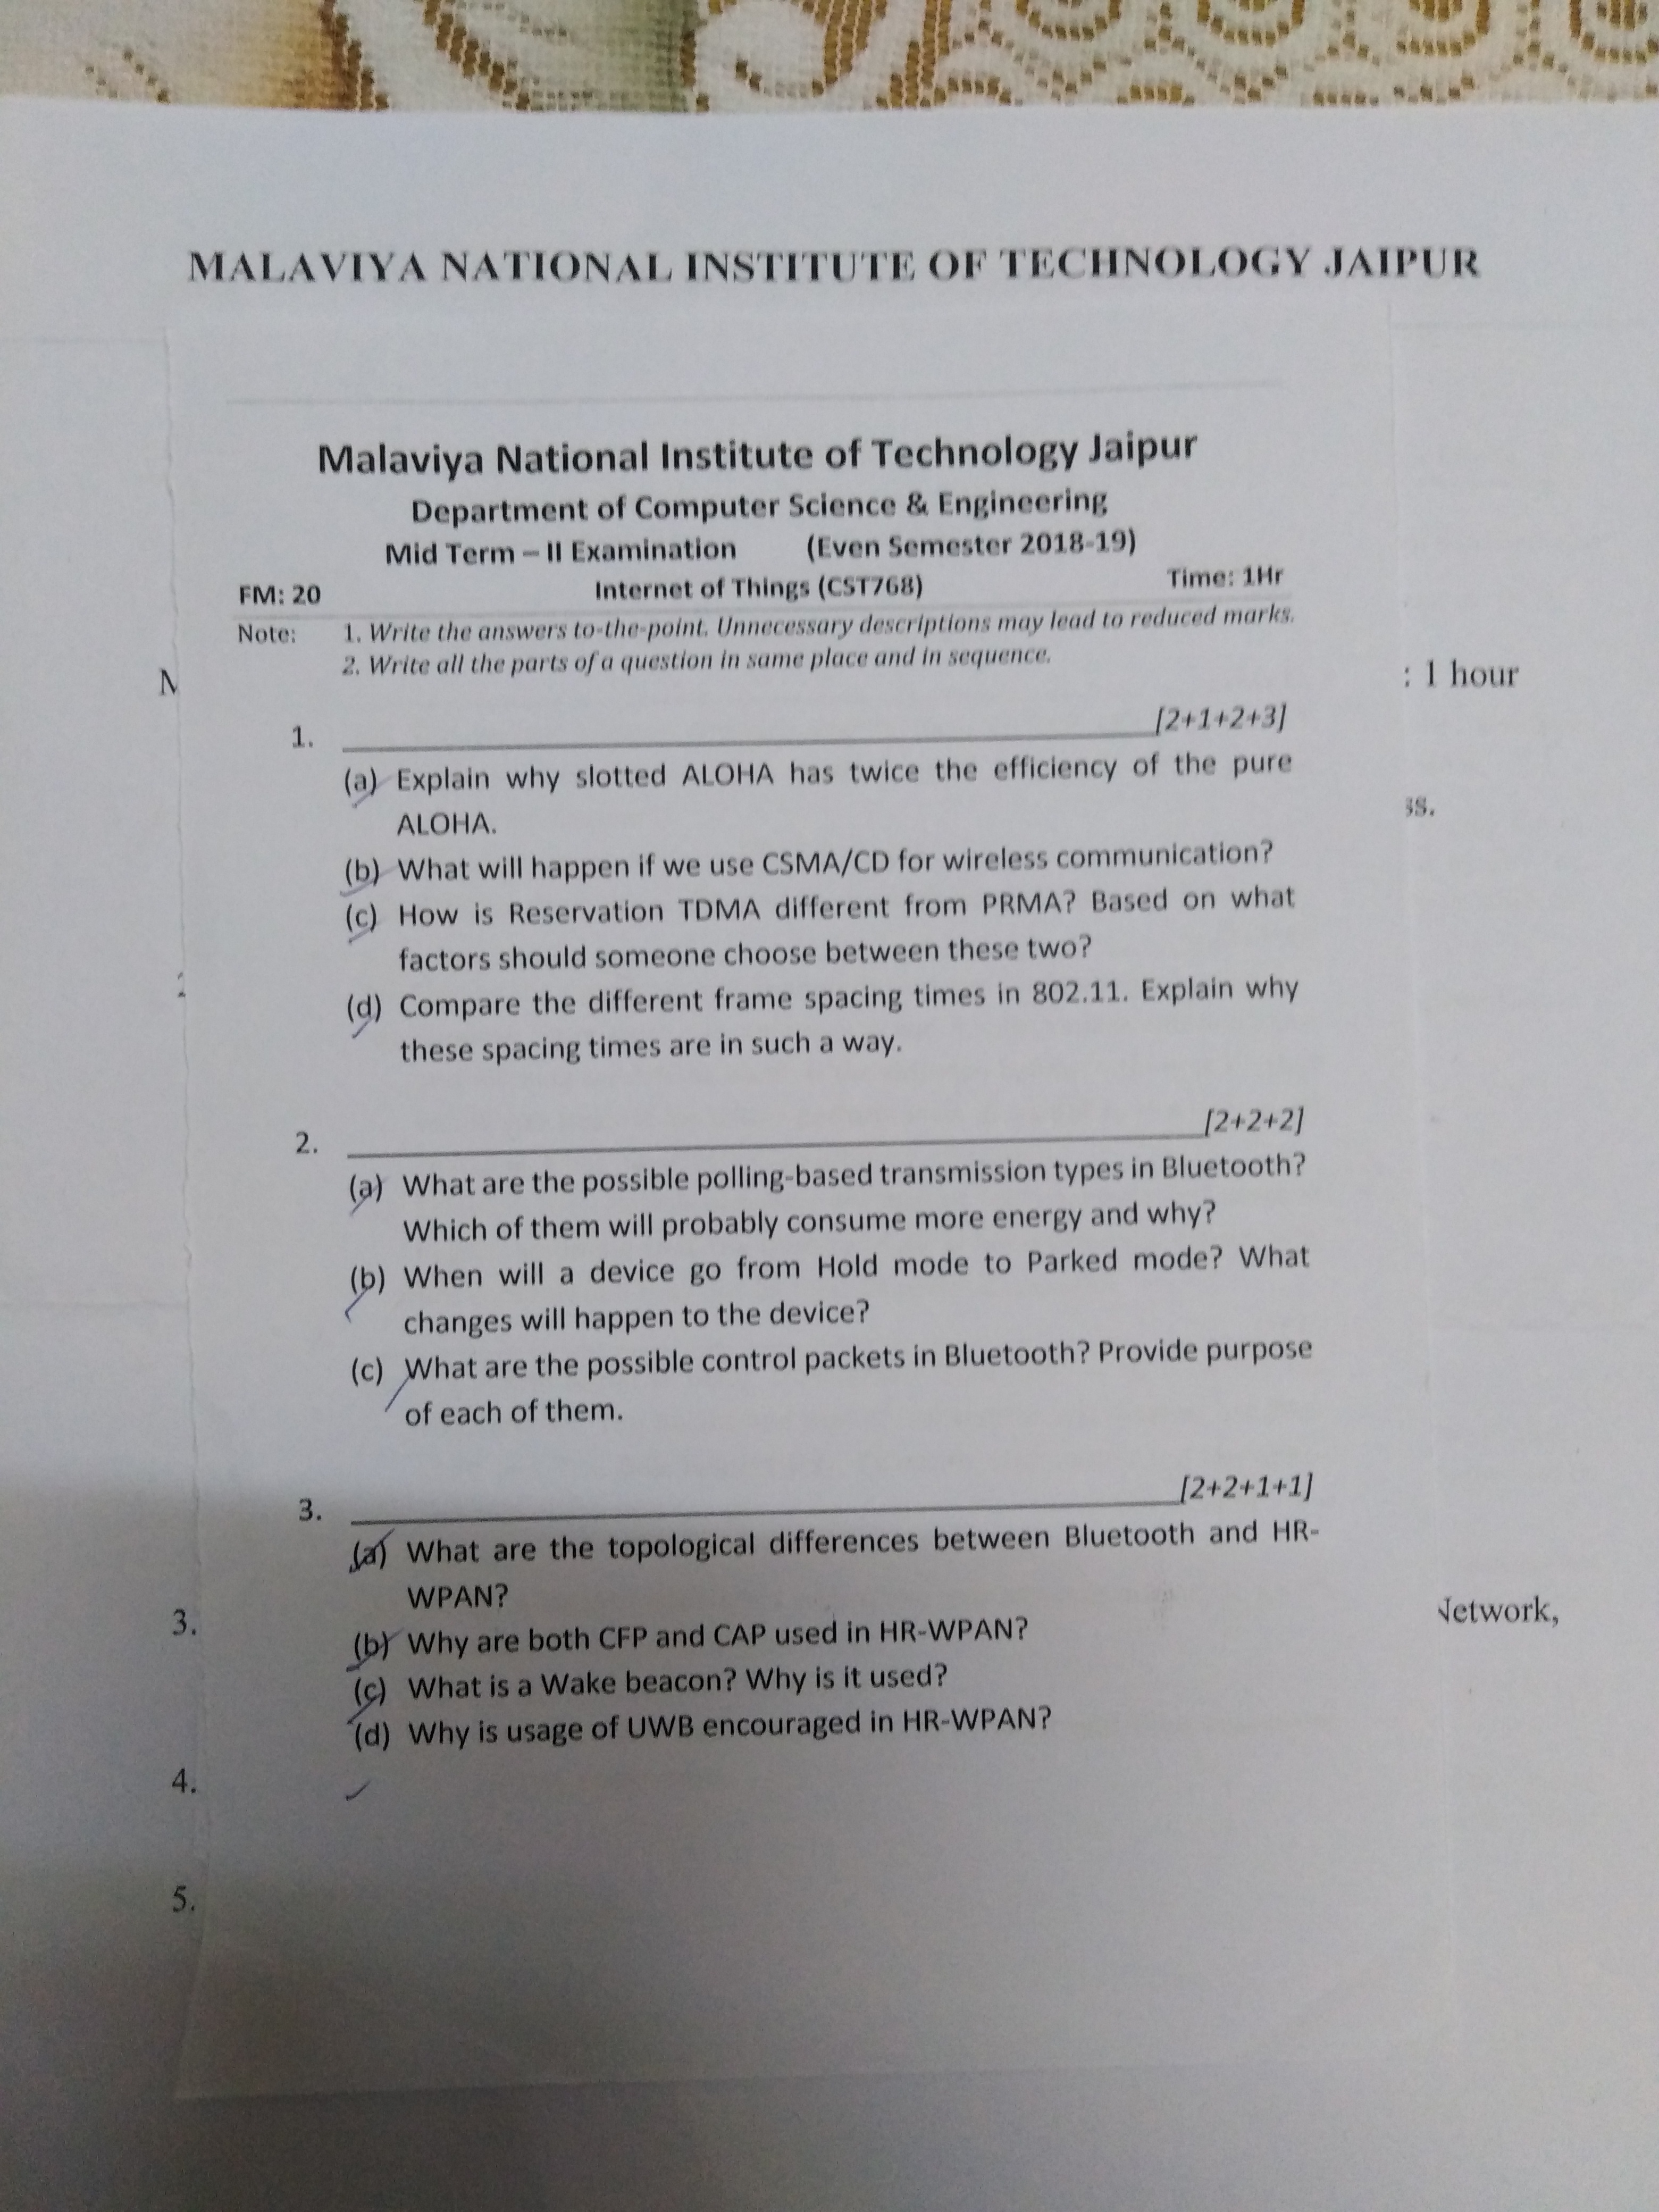 MALAVIYA NATIONAL INSTITUTE OF TECHNOLOGY JAIPUR
Malaviya National Institute of Technology Jaipur
Department of Computer Science & Engineering
Mid Term – II Examination (Even Semester 2018-19)
FM: 20 Internet of Things (CST768) Time: 1Hr
Note: 1. Write the answers to-the-point. Unnecessary descriptions may lead to reduced marks.
2. Write all the parts of a question in same place and in sequence.
: 1 hour
1. [2+1+2+3]
(a) Explain why slotted ALOHA has twice the efficiency of the pure
ALOHA.
(b) What will happen if we use CSMA/CD for wireless communication?
(c) How is Reservation TDMA different from PRMA? Based on what
factors should someone choose between these two?
(d) Compare the different frame spacing times in 802.11. Explain why
these spacing times are in such a way.
2. [2+2+2]
(a) What are the possible polling-based transmission types in Bluetooth?
Which of them will probably consume more energy and why?
(b) When will a device go from Hold mode to Parked mode? What
changes will happen to the device?
(c) What are the possible control packets in Bluetooth? Provide purpose
of each of them.
3. [2+2+1+1]
(a) What are the topological differences between Bluetooth and HR-
WPAN?
(b) Why are both CFP and CAP used in HR-WPAN?
(c) What is a Wake beacon? Why is it used?
(d) Why is usage of UWB encouraged in HR-WPAN?
3.
Network,
4.
5.